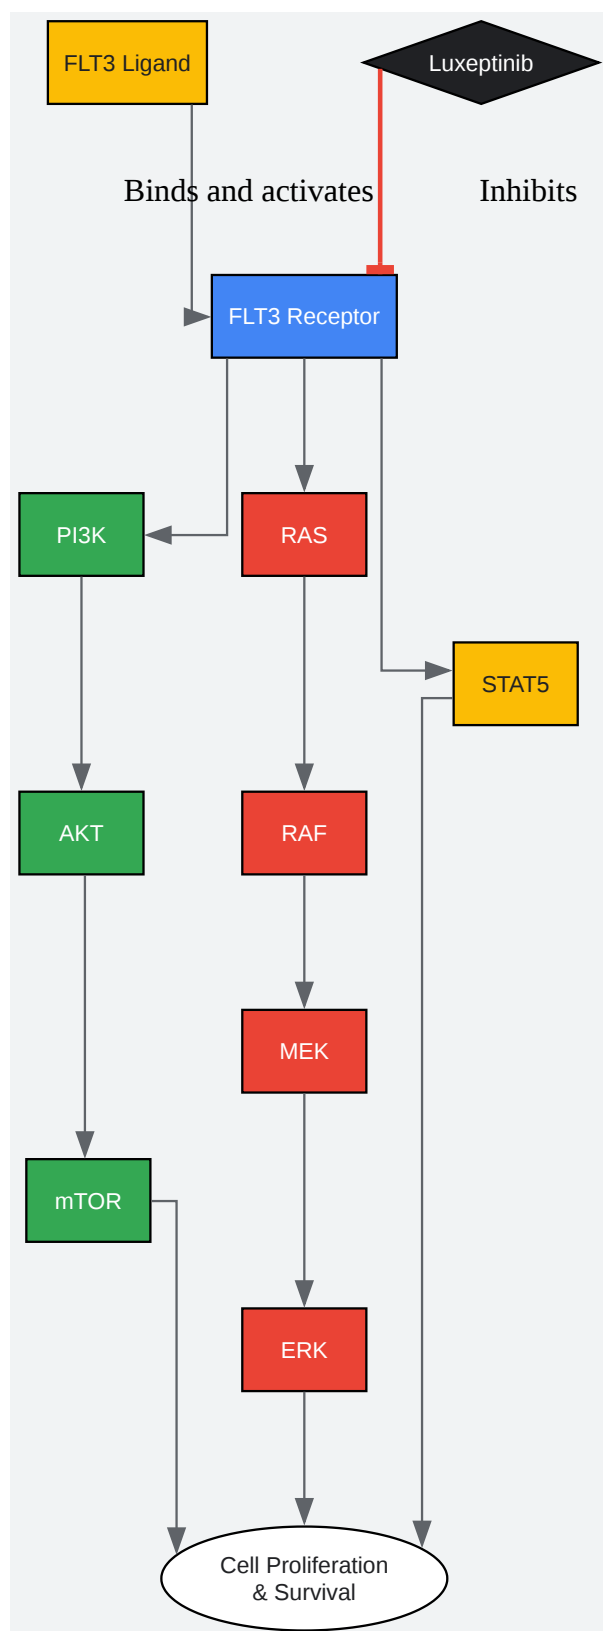 FLT3 Ligand
Luxeptinib
Binds and activates
Inhibits
FLT3 Receptor
PI3K
RAS
STAT5
AKT
RAF
MEK
mTOR
ERK
Cell Proliferation
& Survival